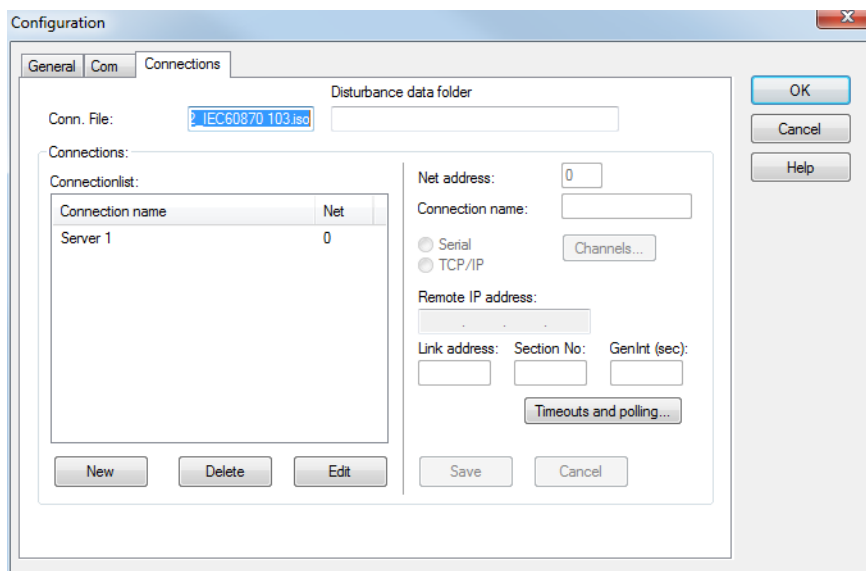 Configuration
X
General Com Connections
Disturbance data folder
Conn. File: 2_IEC60870 103.iso
OK
Cancel
Help
Connections:
Connectionlist:
Connection name Net
Server 1 0
Net address: 0
Connection name:
Serial
TCP/IP
Channels...
Remote IP address:
. . .
Link address: Section No: GenInt (sec):
Timeouts and polling...
New Delete Edit
Save Cancel